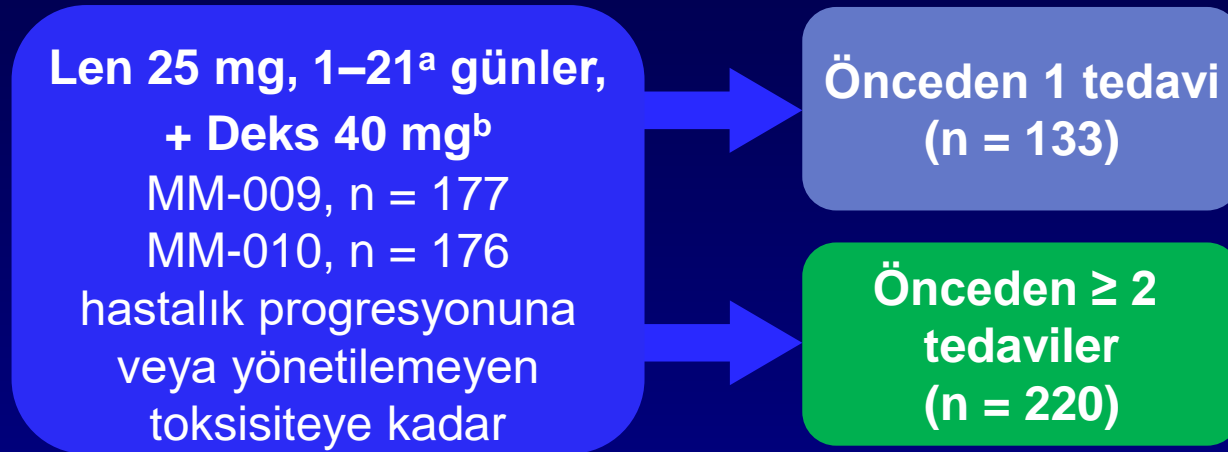 Len 25 mg, 1–21ᵃ günler,
+ Deks 40 mgᵇ
MM-009, n = 177
MM-010, n = 176
hastalık progresyonuna
veya yönetilemeyen
toksisiteye kadar
Önceden 1 tedavi
(n = 133)
Önceden ≥ 2
tedaviler
(n = 220)